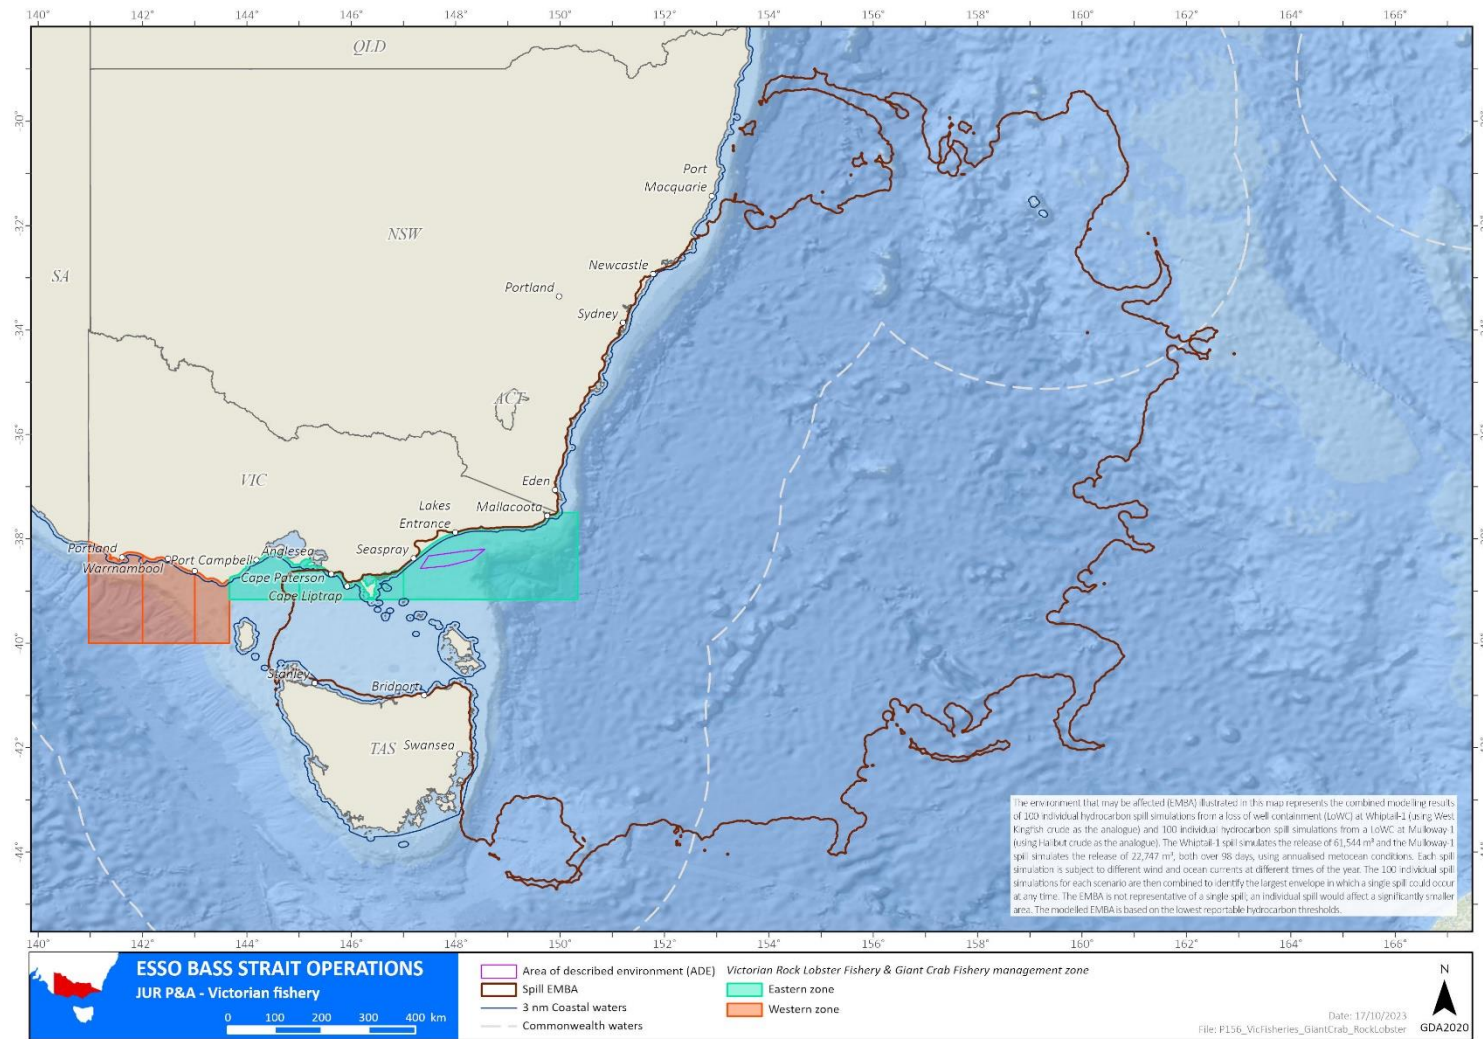 140° 142° 144° 146° 148° 150° 152° 154° 156° 158° 160° 162° 164° 166°
QLD
-30° -30°
Port
Macquarie
-32° -32°
NSW
SA
Newcastle
Portland
Sydney
-34° -34°
ACT
-36° -36°
VIC
Eden
Lakes
Entrance
Mallacoota
-38° -38°
Portland
Warrnambool
Port Campbell
Anglesea
Seaspray
Cape Paterson
Cape Liptrap
-40° -40°
Stanley
Bridport
-42° -42°
TAS
Swansea
-44° -44°
The environment that may be affected (EMBA) illustrated in this map represents the combined modelling results
of 100 individual hydrocarbon spill simulations from a loss of well containment (LoWC) at Whiptail-1 (using West
Kingfish crude as the analogue) and 100 individual hydrocarbon spill simulations from a LoWC at Mulloway-1
(using Halibut crude as the analogue). The Whiptail-1 spill simulates the release of 61,544 m³ and the Mulloway-1
spill simulates the release of 22,747 m³, both over 98 days, using annualised metocean conditions. Each spill
simulation is subject to different wind and ocean currents at different times of the year. The 100 individual spill
simulations for each scenario are then combined to identify the largest envelope in which a single spill could occur
at any time. The EMBA is not representative of a single spill; an individual spill would affect a significantly smaller
area. The modelled EMBA is based on the lowest reportable hydrocarbon thresholds.
140° 142° 144° 146° 148° 150° 152° 154° 156° 158° 160° 162° 164° 166°
ESSO BASS STRAIT OPERATIONS
JUR P&A - Victorian fishery
0 100 200 300 400 km
Area of described environment (ADE)
Spill EMBA
3 nm Coastal waters
Commonwealth waters
Victorian Rock Lobster Fishery & Giant Crab Fishery management zone
Eastern zone
Western zone
N
Date: 17/10/2023
File: P156_VicFisheries_GiantCrab_RockLobster
GDA2020